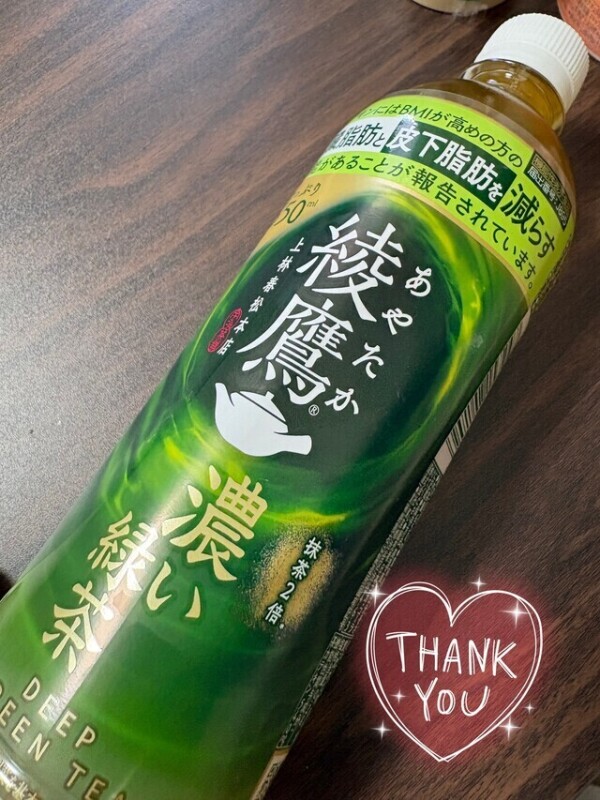 にはBMIが高めの方の
脂肪と皮下脂肪を減らす
があることが報告されています。
50ml
あやたか
綾鷹®
上林春松本店
濃い
緑茶
抹茶2倍。
DEEP
GREEN TEA
THANK
YOU